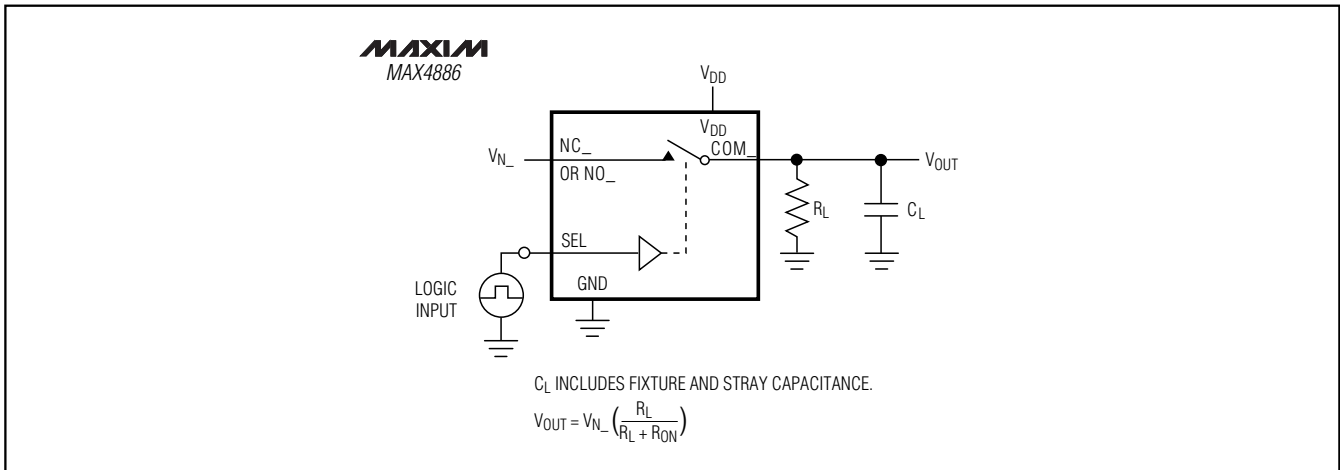 MAXIM
MAX4886
VDD
VDD
VN_
NC_
COM_
VOUT
OR NO_
RL
CL
SEL
LOGIC
INPUT
GND
CL INCLUDES FIXTURE AND STRAY CAPACITANCE.
VOUT = VN_ (RL / RL + RON)